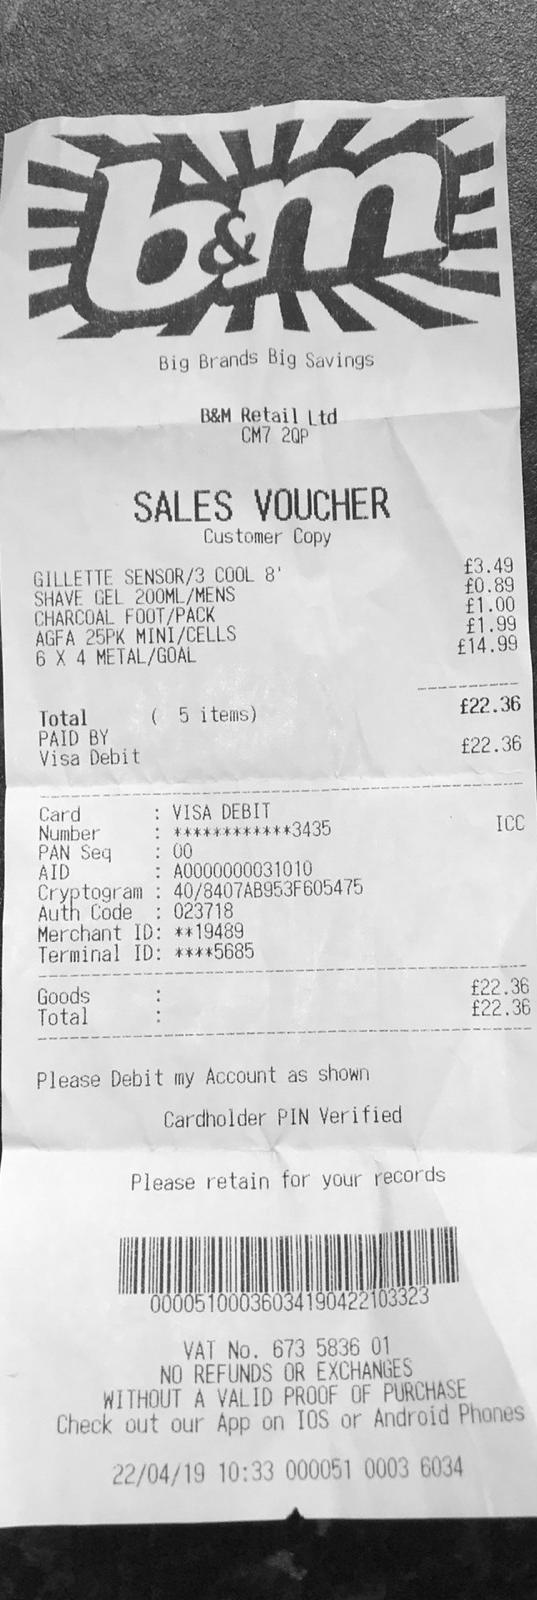 b&m
Big Brands Big Savings
B&M Retail Ltd
CM7 2QP
SALES VOUCHER
Customer Copy
GILLETTE SENSOR/3 COOL 8' £3.49
SHAVE GEL 200ML/MENS £0.89
CHARCOAL FOOT/PACK £1.00
AGFA 25PK MINI/CELLS £1.99
6 X 4 METAL/GOAL £14.99
Total ( 5 items) £22.36
PAID BY
Visa Debit £22.36
Card : VISA DEBIT
Number : ************3435 ICC
PAN Seq : 00
AID : A0000000031010
Cryptogram : 40/8407AB953F605475
Auth Code : 023718
Merchant ID: **19489
Terminal ID: ****5685
Goods : £22.36
Total : £22.36
Please Debit my Account as shown
Cardholder PIN Verified
Please retain for your records
00005100036034190422103323
VAT No. 673 5836 01
NO REFUNDS OR EXCHANGES
WITHOUT A VALID PROOF OF PURCHASE
Check out our App on IOS or Android Phones
22/04/19 10:33 000051 0003 6034